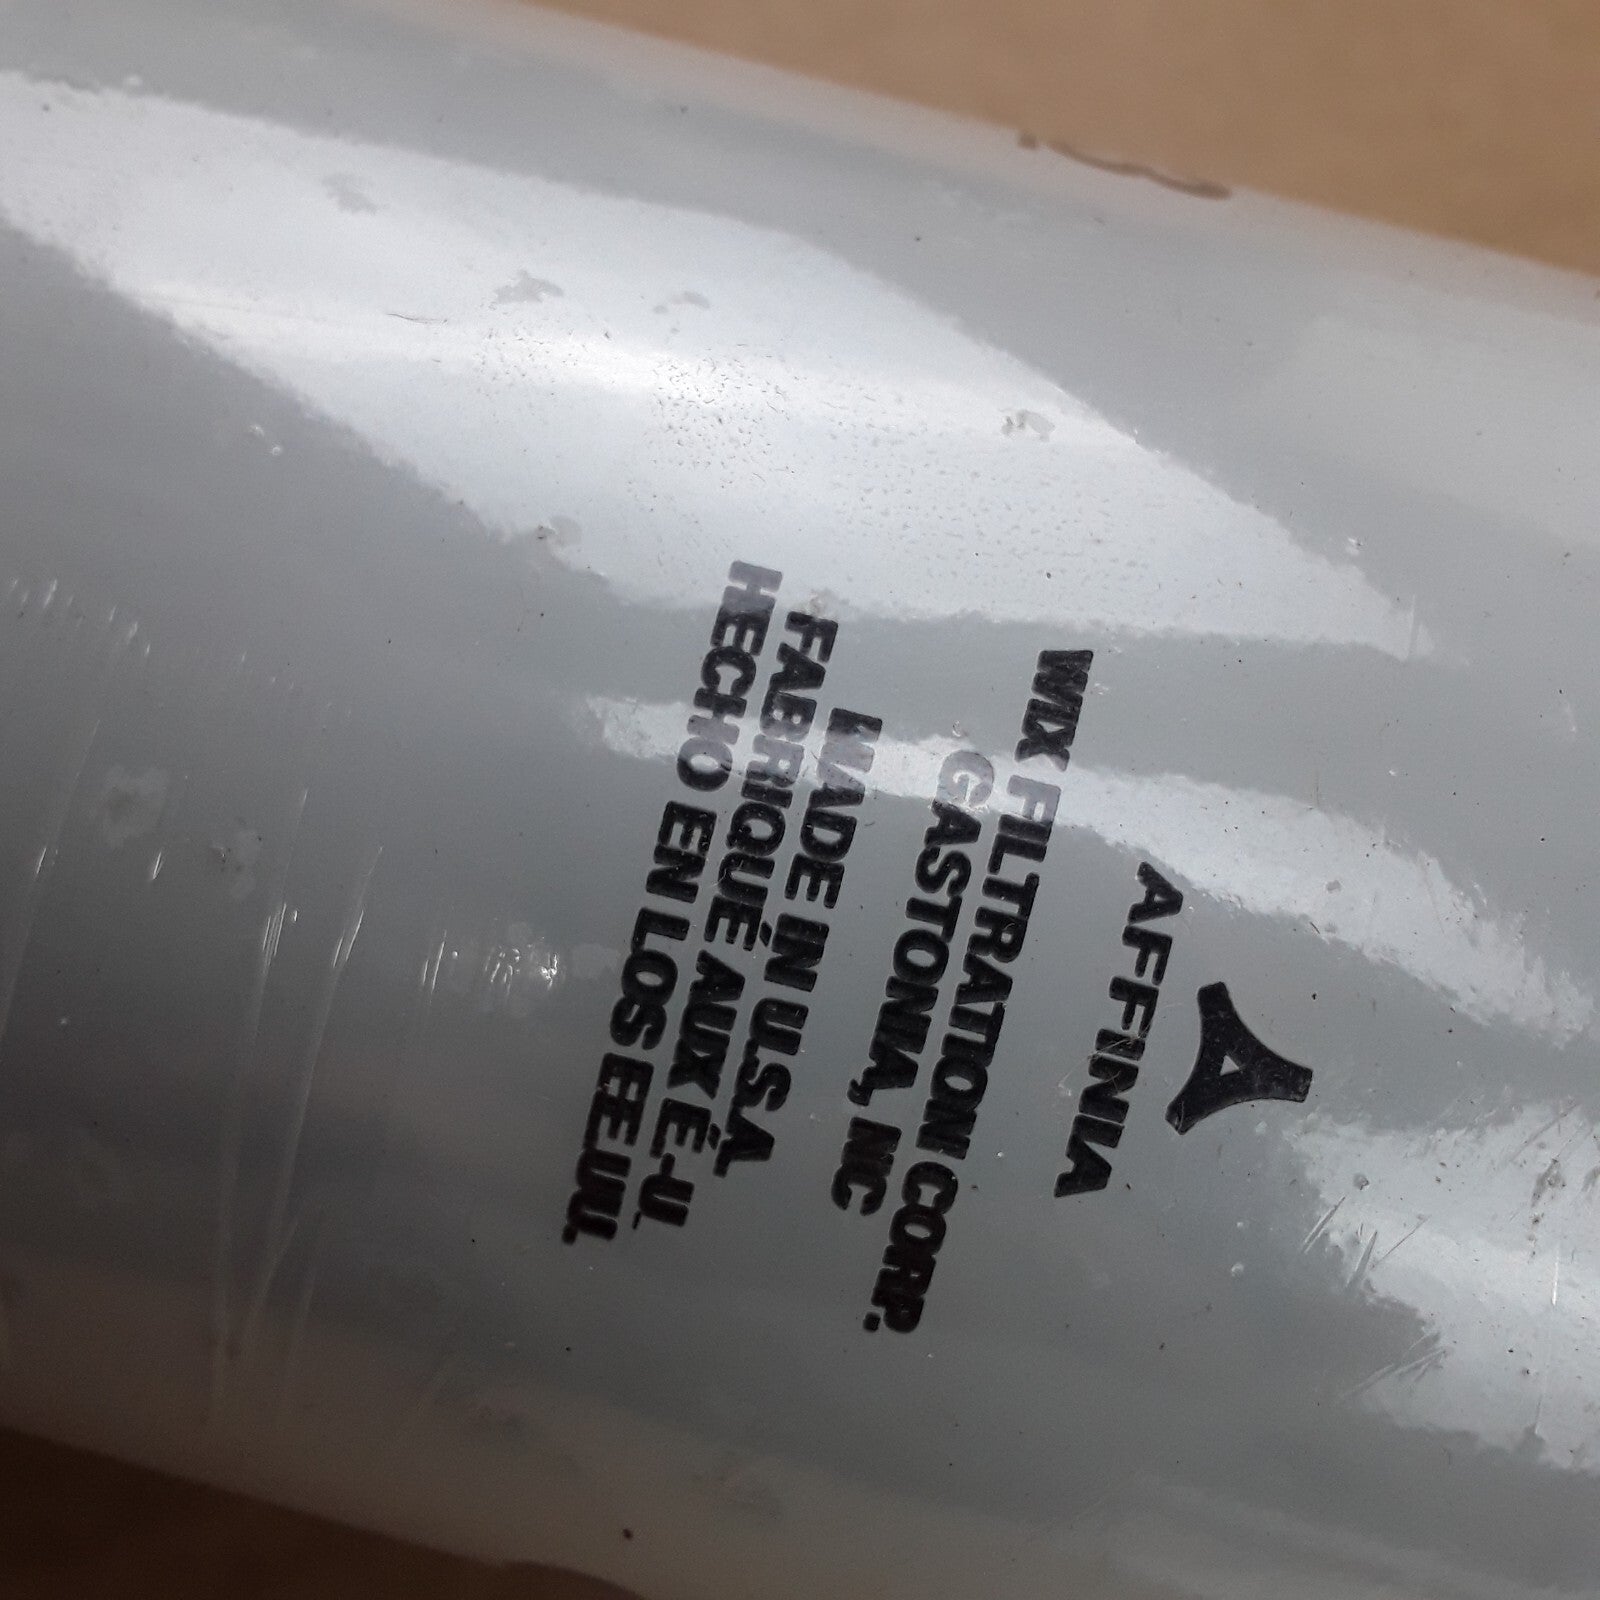 AFFINIA
WIX FILTRATION CORP.
GASTONIA, NC
MADE IN U.S.A.
FABRIQUÉ AUX É.-U.
HECHO EN LOS EE.UU.